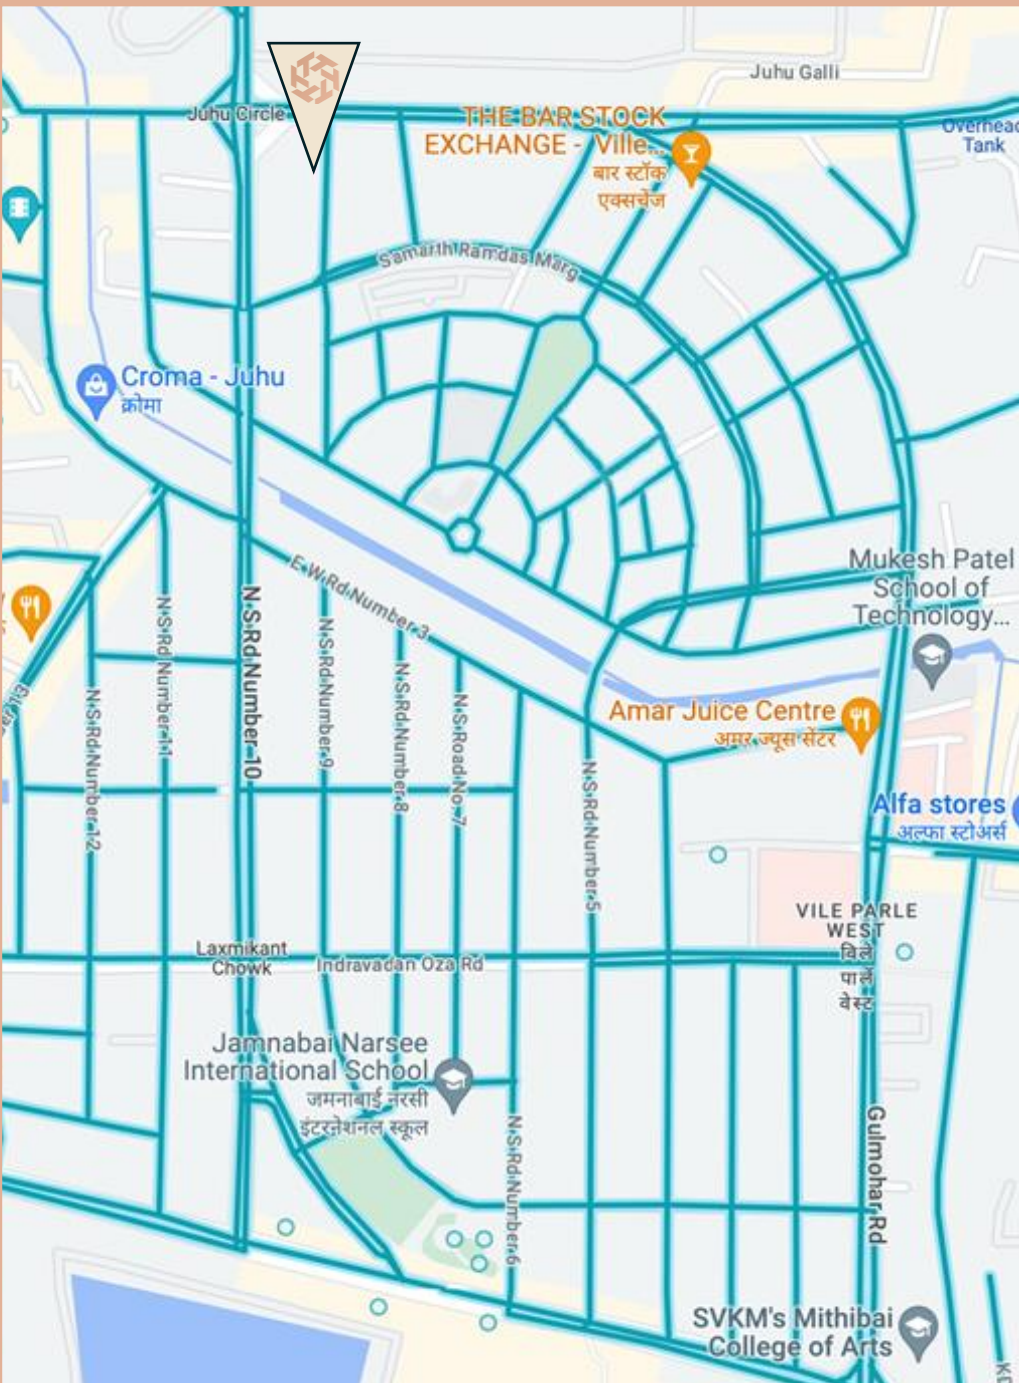 Juhu Galli
Juhu Circle
THE BAR STOCK
EXCHANGE - Ville...
बार स्टॉक
एक्सचेंज
Overhead
Tank
Samarth Ramdas Marg
Croma - Juhu
क्रोमा
E W Rd Number 3
Mukesh Patel
School of
Technology...
N S Rd Number 11
N S Rd Number 10
N S Rd Number 9
N S Rd Number 8
N S Road No. 7
N S Rd Number 12
Amar Juice Centre
अमर ज्यूस सेंटर
N S Rd Number 5
Alfa stores
अल्फा स्टोअर्स
VILE PARLE
WEST
विले
पार्ले
वेस्ट
Laxmikant
Chowk
Indravadan Oza Rd
Jamnabai Narsee
International School
जमनाबाई नरसी
इंटरनॅशनल स्कूल
N S Rd Number 6
Gulmohar Rd
SVKM's Mithibai
College of Arts